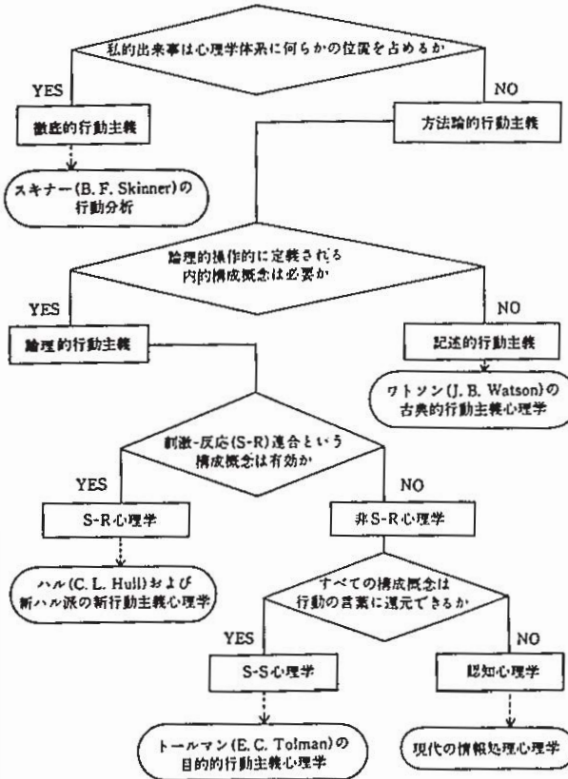 私的出来事は心理学体系に何らかの位置を占めるか
YES
NO
徹底的行動主義
方法論的行動主義
スキナー(B. F. Skinner)の
行動分析
論理的操作的に定義される
内的構成概念は必要か
YES
NO
論理的行動主義
記述的行動主義
ワトソン(J. B. Watson)の
古典的行動主義心理学
刺激-反応(S-R)連合という
構成概念は有効か
YES
NO
S-R心理学
非S-R心理学
ハル(C. L. Hull)および
新ハル派の新行動主義心理学
すべての構成概念は
行動の言葉に還元できるか
YES
NO
S-S心理学
認知心理学
トールマン(E. C. Tolman)の
目的的行動主義心理学
現代の情報処理心理学